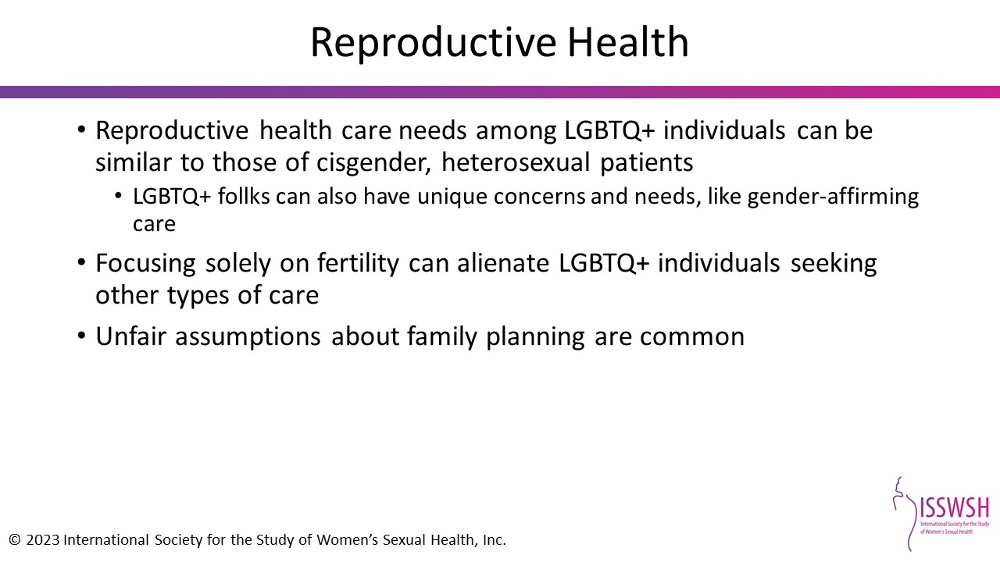 Reproductive Health
• Reproductive health care needs among LGBTQ+ individuals can be
similar to those of cisgender, heterosexual patients
• LGBTQ+ follks can also have unique concerns and needs, like gender-affirming
care
• Focusing solely on fertility can alienate LGBTQ+ individuals seeking
other types of care
• Unfair assumptions about family planning are common
ISSWSH
International Society for the Study
of Women's Sexual Health
© 2023 International Society for the Study of Women’s Sexual Health, Inc.